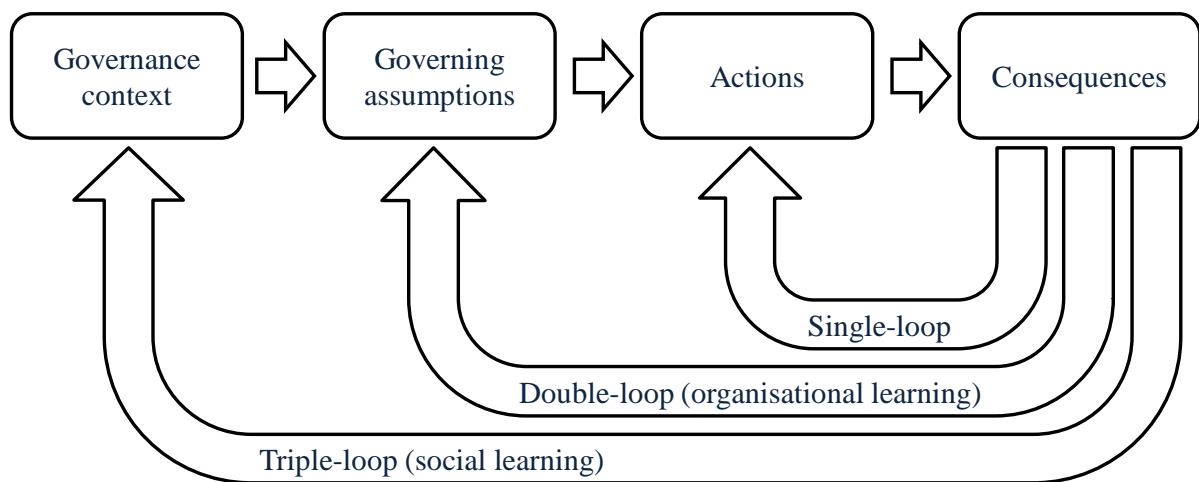 Governance
context
Governing
assumptions
Actions
Consequences
Single-loop
Double-loop (organisational learning)
Triple-loop (social learning)